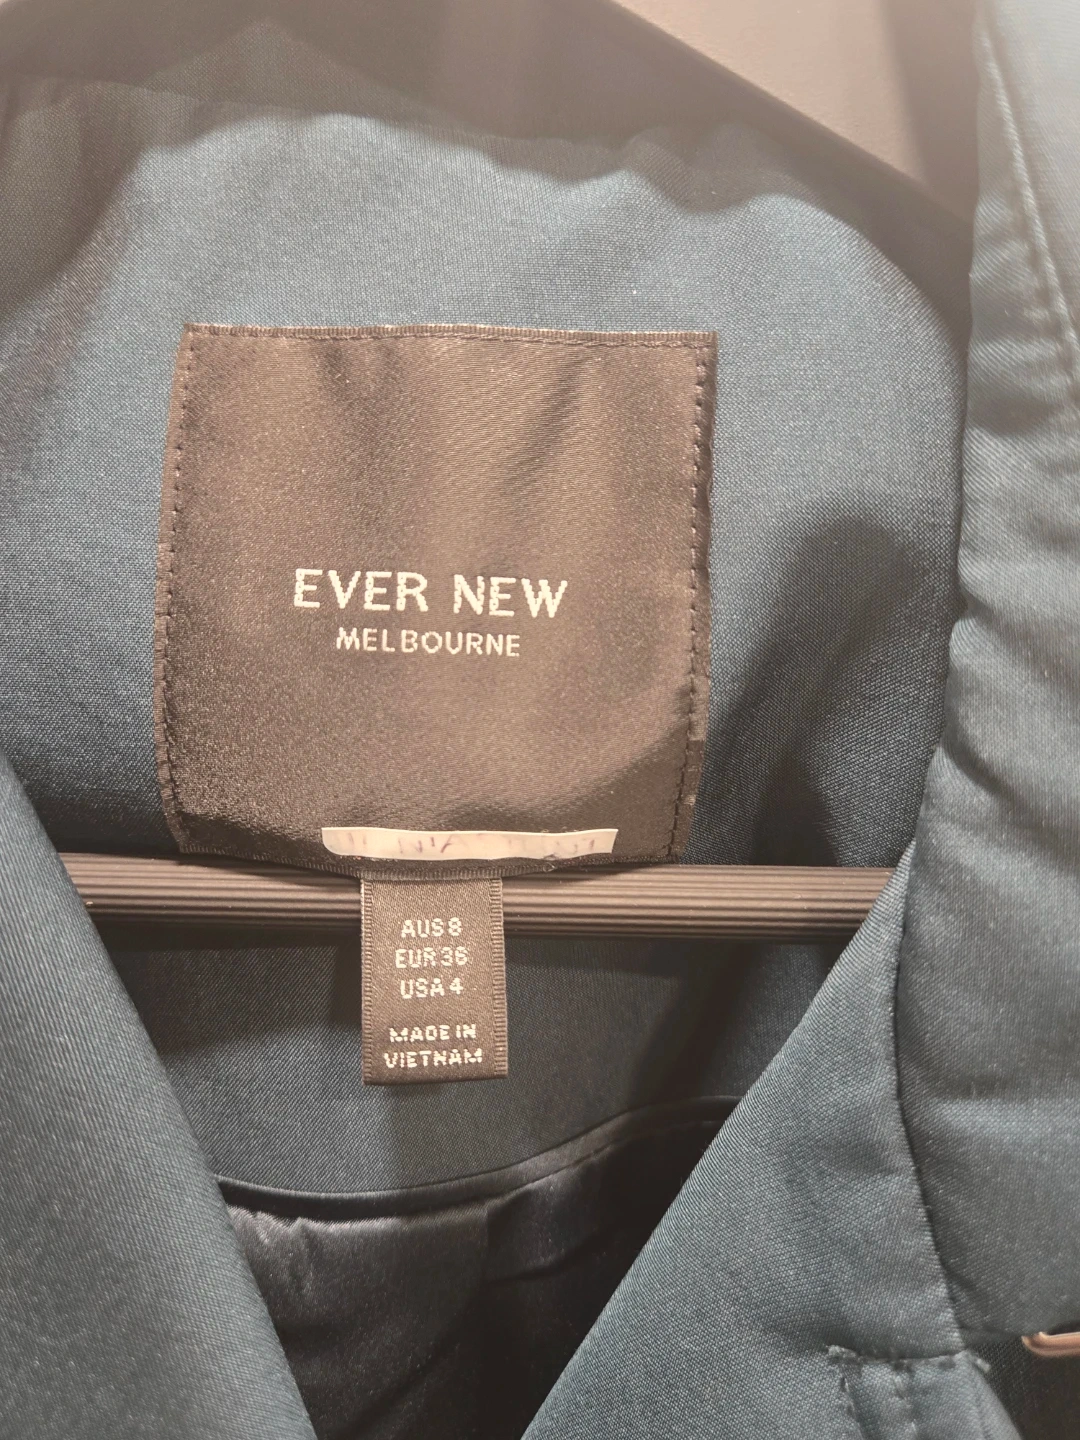 EVER NEW
MELBOURNE
AUS 8
EUR 36
USA 4
MADE IN
VIETNAM